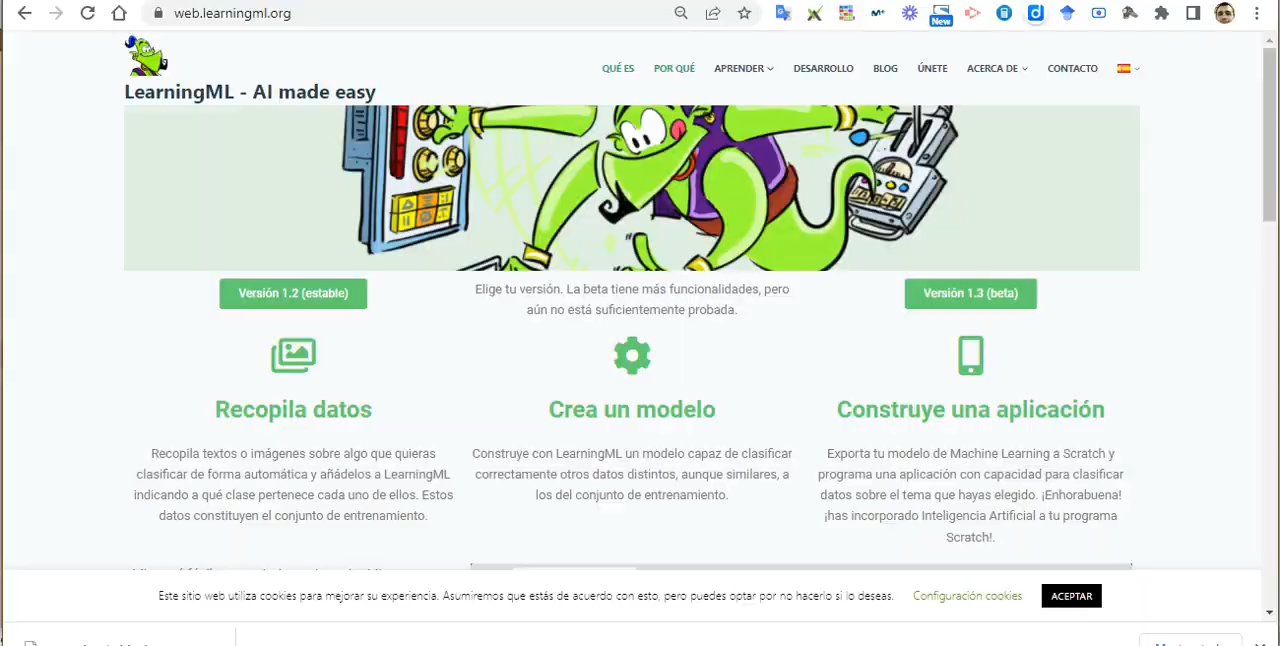 web.learningml.org
New
QUÉ ES
POR QUÉ
APRENDER
DESARROLLO
BLOG
ÚNETE
ACERCA DE
CONTACTO
LearningML - AI made easy
Versión 1.2 (estable)
Elige tu versión. La beta tiene más funcionalidades, pero
aún no está suficientemente probada.
Versión 1.3 (beta)
Recopila datos
Recopila textos o imágenes sobre algo que quieras
clasificar de forma automática y añádelos a LearningML
indicando a qué clase pertenece cada uno de ellos. Estos
datos constituyen el conjunto de entrenamiento.
Crea un modelo
Construye con LearningML un modelo capaz de clasificar
correctamente otros datos distintos, aunque similares, a
los del conjunto de entrenamiento.
Construye una aplicación
Exporta tu modelo de Machine Learning a Scratch y
programa una aplicación con capacidad para clasificar
datos sobre el tema que hayas elegido. ¡Enhorabuena!
¡has incorporado Inteligencia Artificial a tu programa
Scratch!.
Este sitio web utiliza cookies para mejorar su experiencia. Asumiremos que estás de acuerdo con esto, pero puedes optar por no hacerlo si lo deseas.
Configuración cookies
ACEPTAR